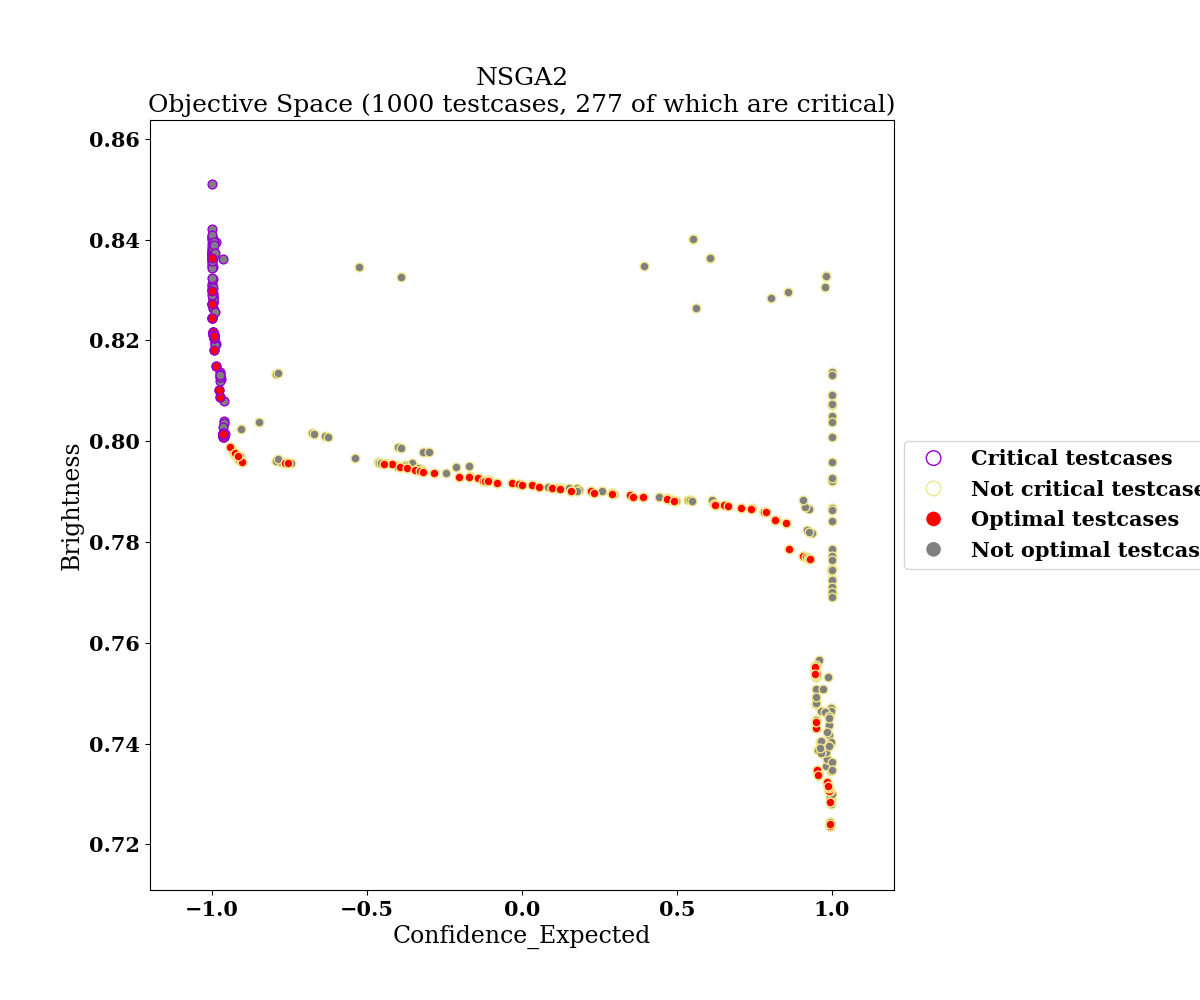 NSGA2
Objective Space (1000 testcases, 277 of which are critical)
0.86
0.84
0.82
0.80
0.78
0.76
0.74
0.72
Brightness
−1.0
−0.5
0.0
0.5
1.0
Confidence_Expected
Critical testcases
Not critical testcase
Optimal testcases
Not optimal testcas